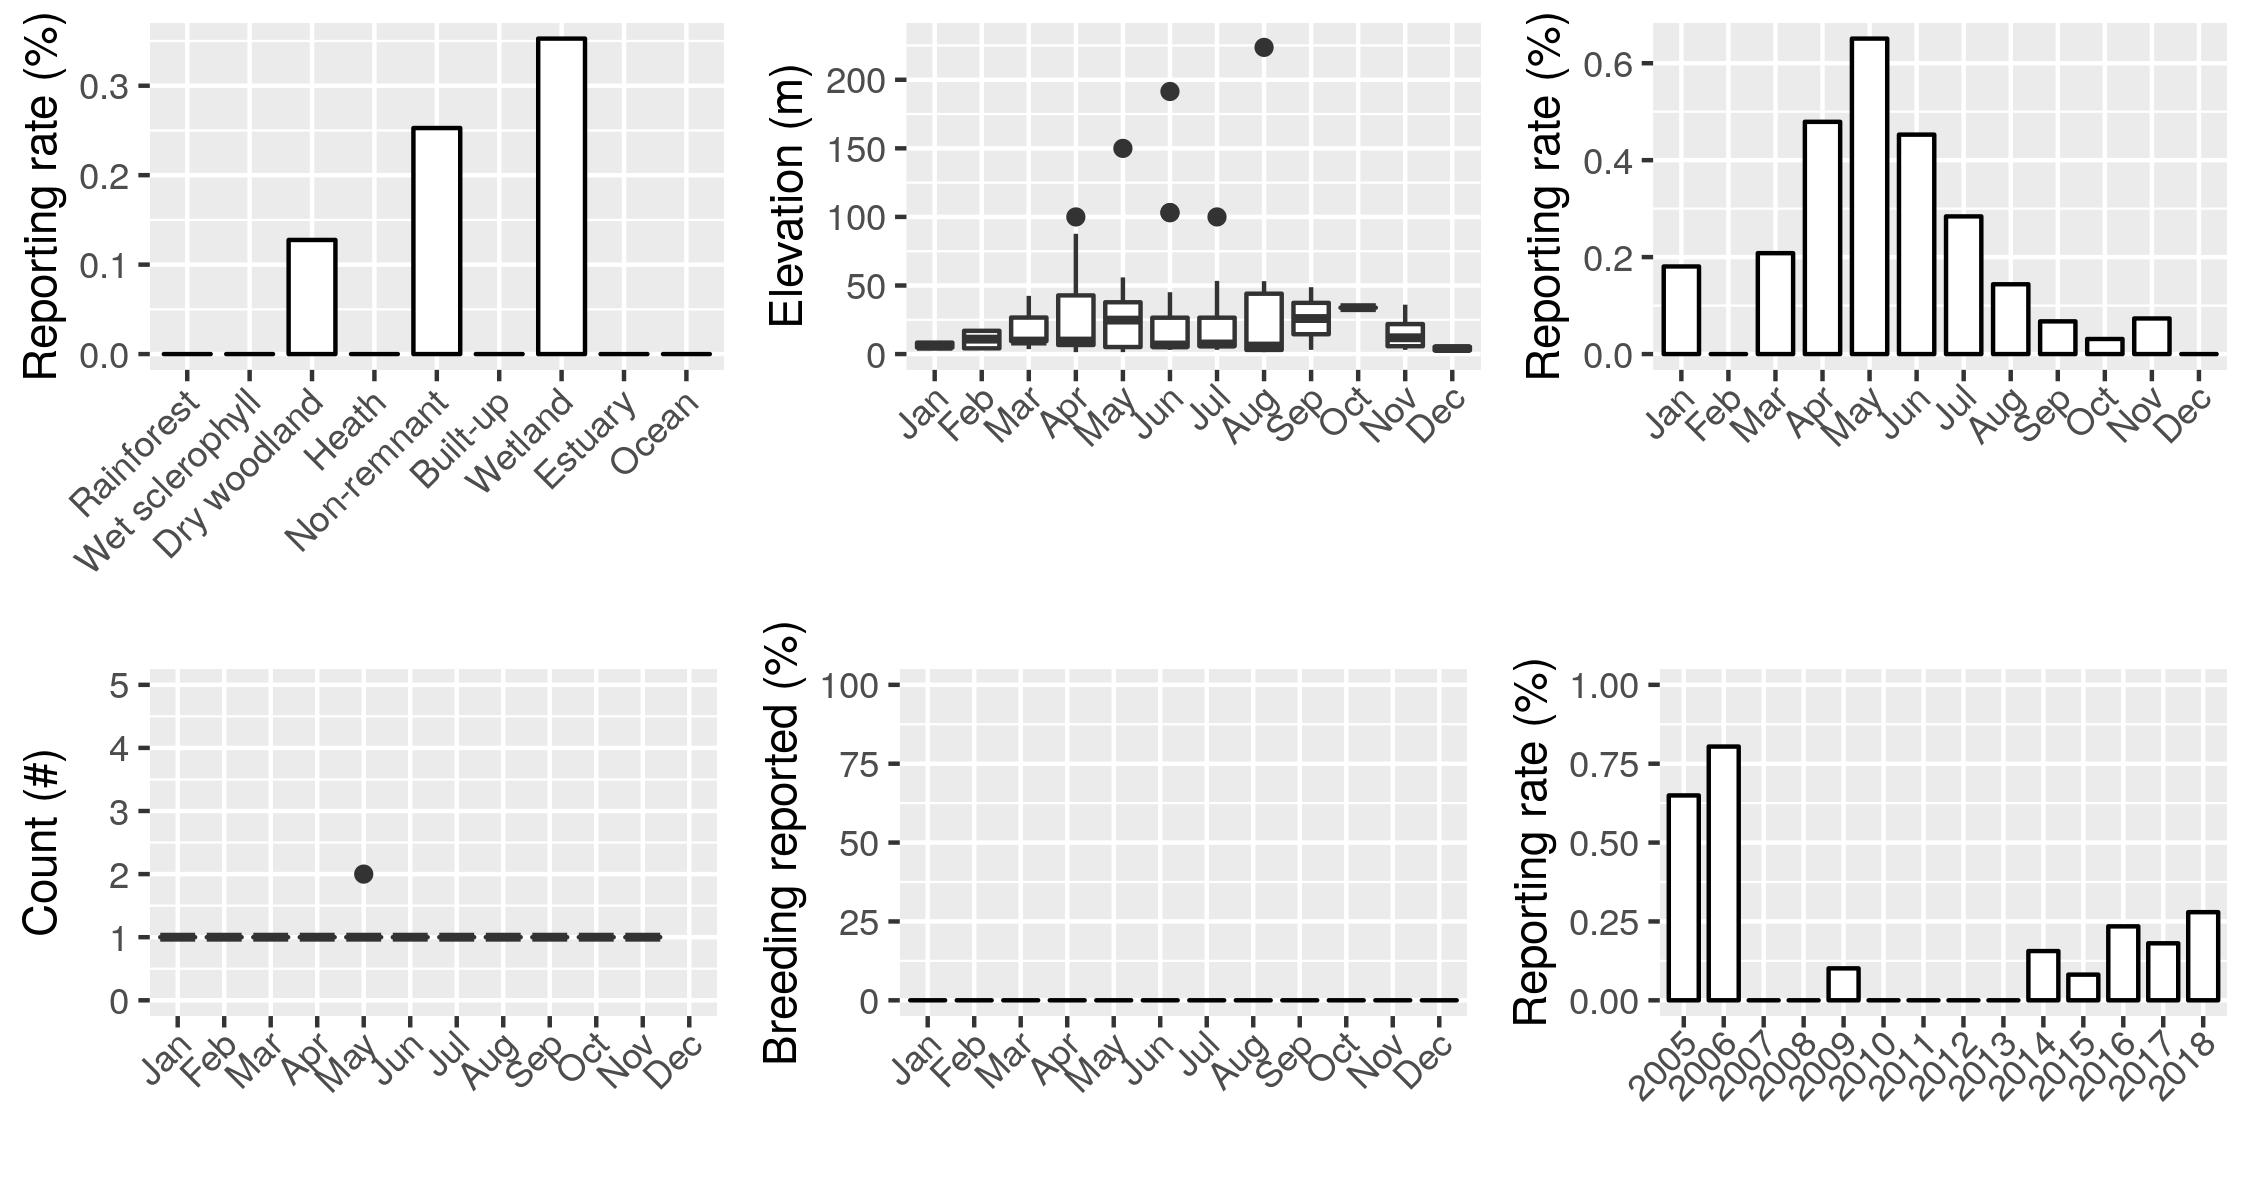 Reporting rate (%)
0.3
0.2
0.1
0.0
Rainforest
Wet sclerophyll
Dry woodland
Heath
Non-remnant
Built-up
Wetland
Estuary
Ocean
Elevation (m)
200
150
100
50
0
Jan
Feb
Mar
Apr
May
Jun
Jul
Aug
Sep
Oct
Nov
Dec
Reporting rate (%)
0.6
0.4
0.2
0.0
Jan
Feb
Mar
Apr
May
Jun
Jul
Aug
Sep
Oct
Nov
Dec
Count (#)
5
4
3
2
1
0
Jan
Feb
Mar
Apr
May
Jun
Jul
Aug
Sep
Oct
Nov
Dec
Breeding reported (%)
100
75
50
25
0
Jan
Feb
Mar
Apr
May
Jun
Jul
Aug
Sep
Oct
Nov
Dec
Reporting rate (%)
1.00
0.75
0.50
0.25
0.00
2005
2006
2007
2008
2009
2010
2011
2012
2013
2014
2015
2016
2017
2018